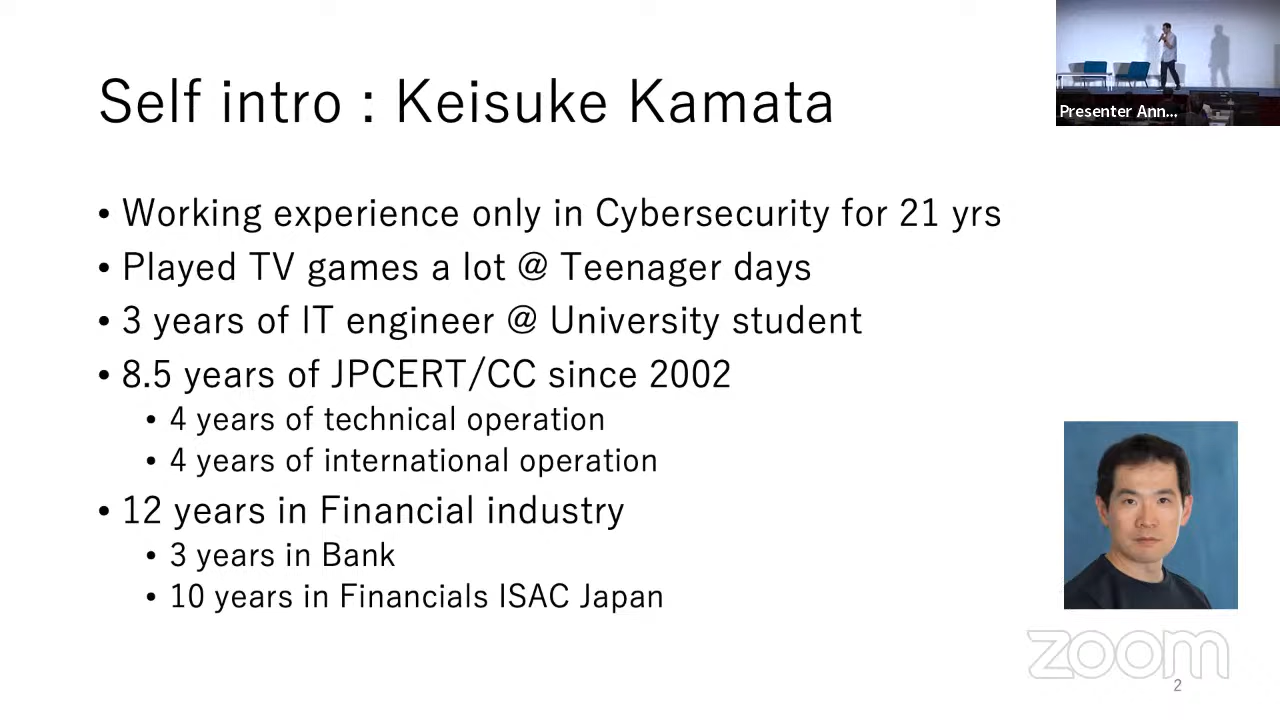 Self intro : Keisuke Kamata
Presenter Ann...
• Working experience only in Cybersecurity for 21 yrs
• Played TV games a lot @ Teenager days
• 3 years of IT engineer @ University student
• 8.5 years of JPCERT/CC since 2002
• 4 years of technical operation
• 4 years of international operation
• 12 years in Financial industry
• 3 years in Bank
• 10 years in Financials ISAC Japan
zoom
2